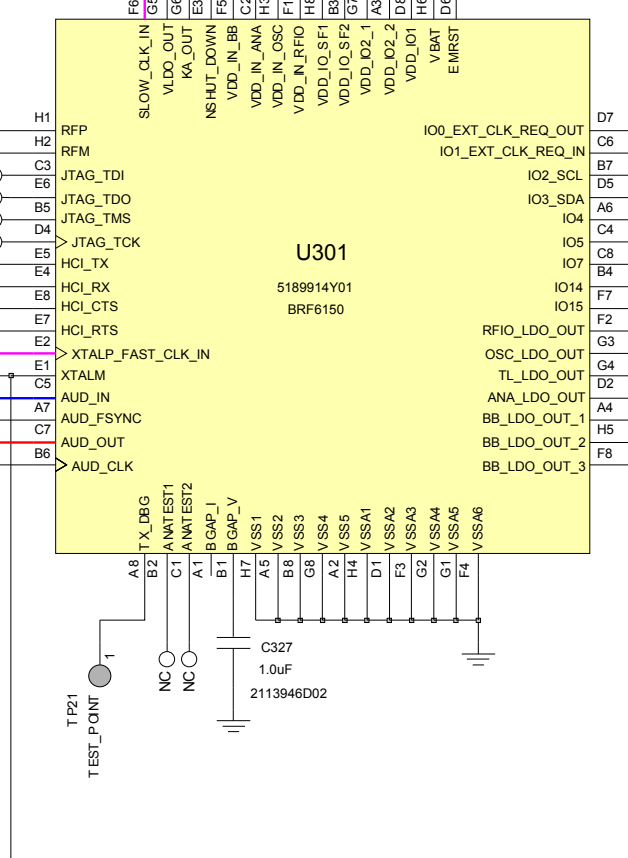 F6
G5
G6
E3
F5
C2
H3
F1
H8
B3
G7
A3
D8
H6
D6
SLOW_CLK_IN
VLDO_OUT
KA_OUT
NSHUT_DOWN
VDD_IN_BB
VDD_IN_ANA
VDD_IN_OSC
VDD_IN_RFIO
VDD_IO_SF1
VDD_IO_SF2
VDD_IO2_1
VDD_IO2_2
VDD_IO1
VBAT
EMRST
H1
RFP
H2
RFM
C3
JTAG_TDI
E6
JTAG_TDO
B5
JTAG_TMS
D4
JTAG_TCK
E5
HCI_TX
E4
HCI_RX
E8
HCI_CTS
E7
HCI_RTS
E2
XTALP_FAST_CLK_IN
E1
XTALM
C5
AUD_IN
A7
AUD_FSYNC
C7
AUD_OUT
B6
AUD_CLK
U301
5189914Y01
BRF6150
D7
IO0_EXT_CLK_REQ_OUT
C6
IO1_EXT_CLK_REQ_IN
B7
IO2_SCL
D5
IO3_SDA
A6
IO4
C4
IO5
C8
IO7
B4
IO14
F7
IO15
F2
RFIO_LDO_OUT
G3
OSC_LDO_OUT
G4
TL_LDO_OUT
D2
ANA_LDO_OUT
A4
BB_LDO_OUT_1
H5
BB_LDO_OUT_2
F8
BB_LDO_OUT_3
TX_DBG
ANATEST1
ANATEST2
BGAP_I
BGAP_V
VSS1
VSS2
VSS3
VSS4
VSS5
VSSA1
VSSA2
VSSA3
VSSA4
VSSA5
VSSA6
A8
B2
C1
A1
B1
H7
A5
B8
G8
A2
H4
D1
F3
G2
G1
F4
1
TP21
TEST_POINT
NC
NC
C327
1.0uF
2113946D02